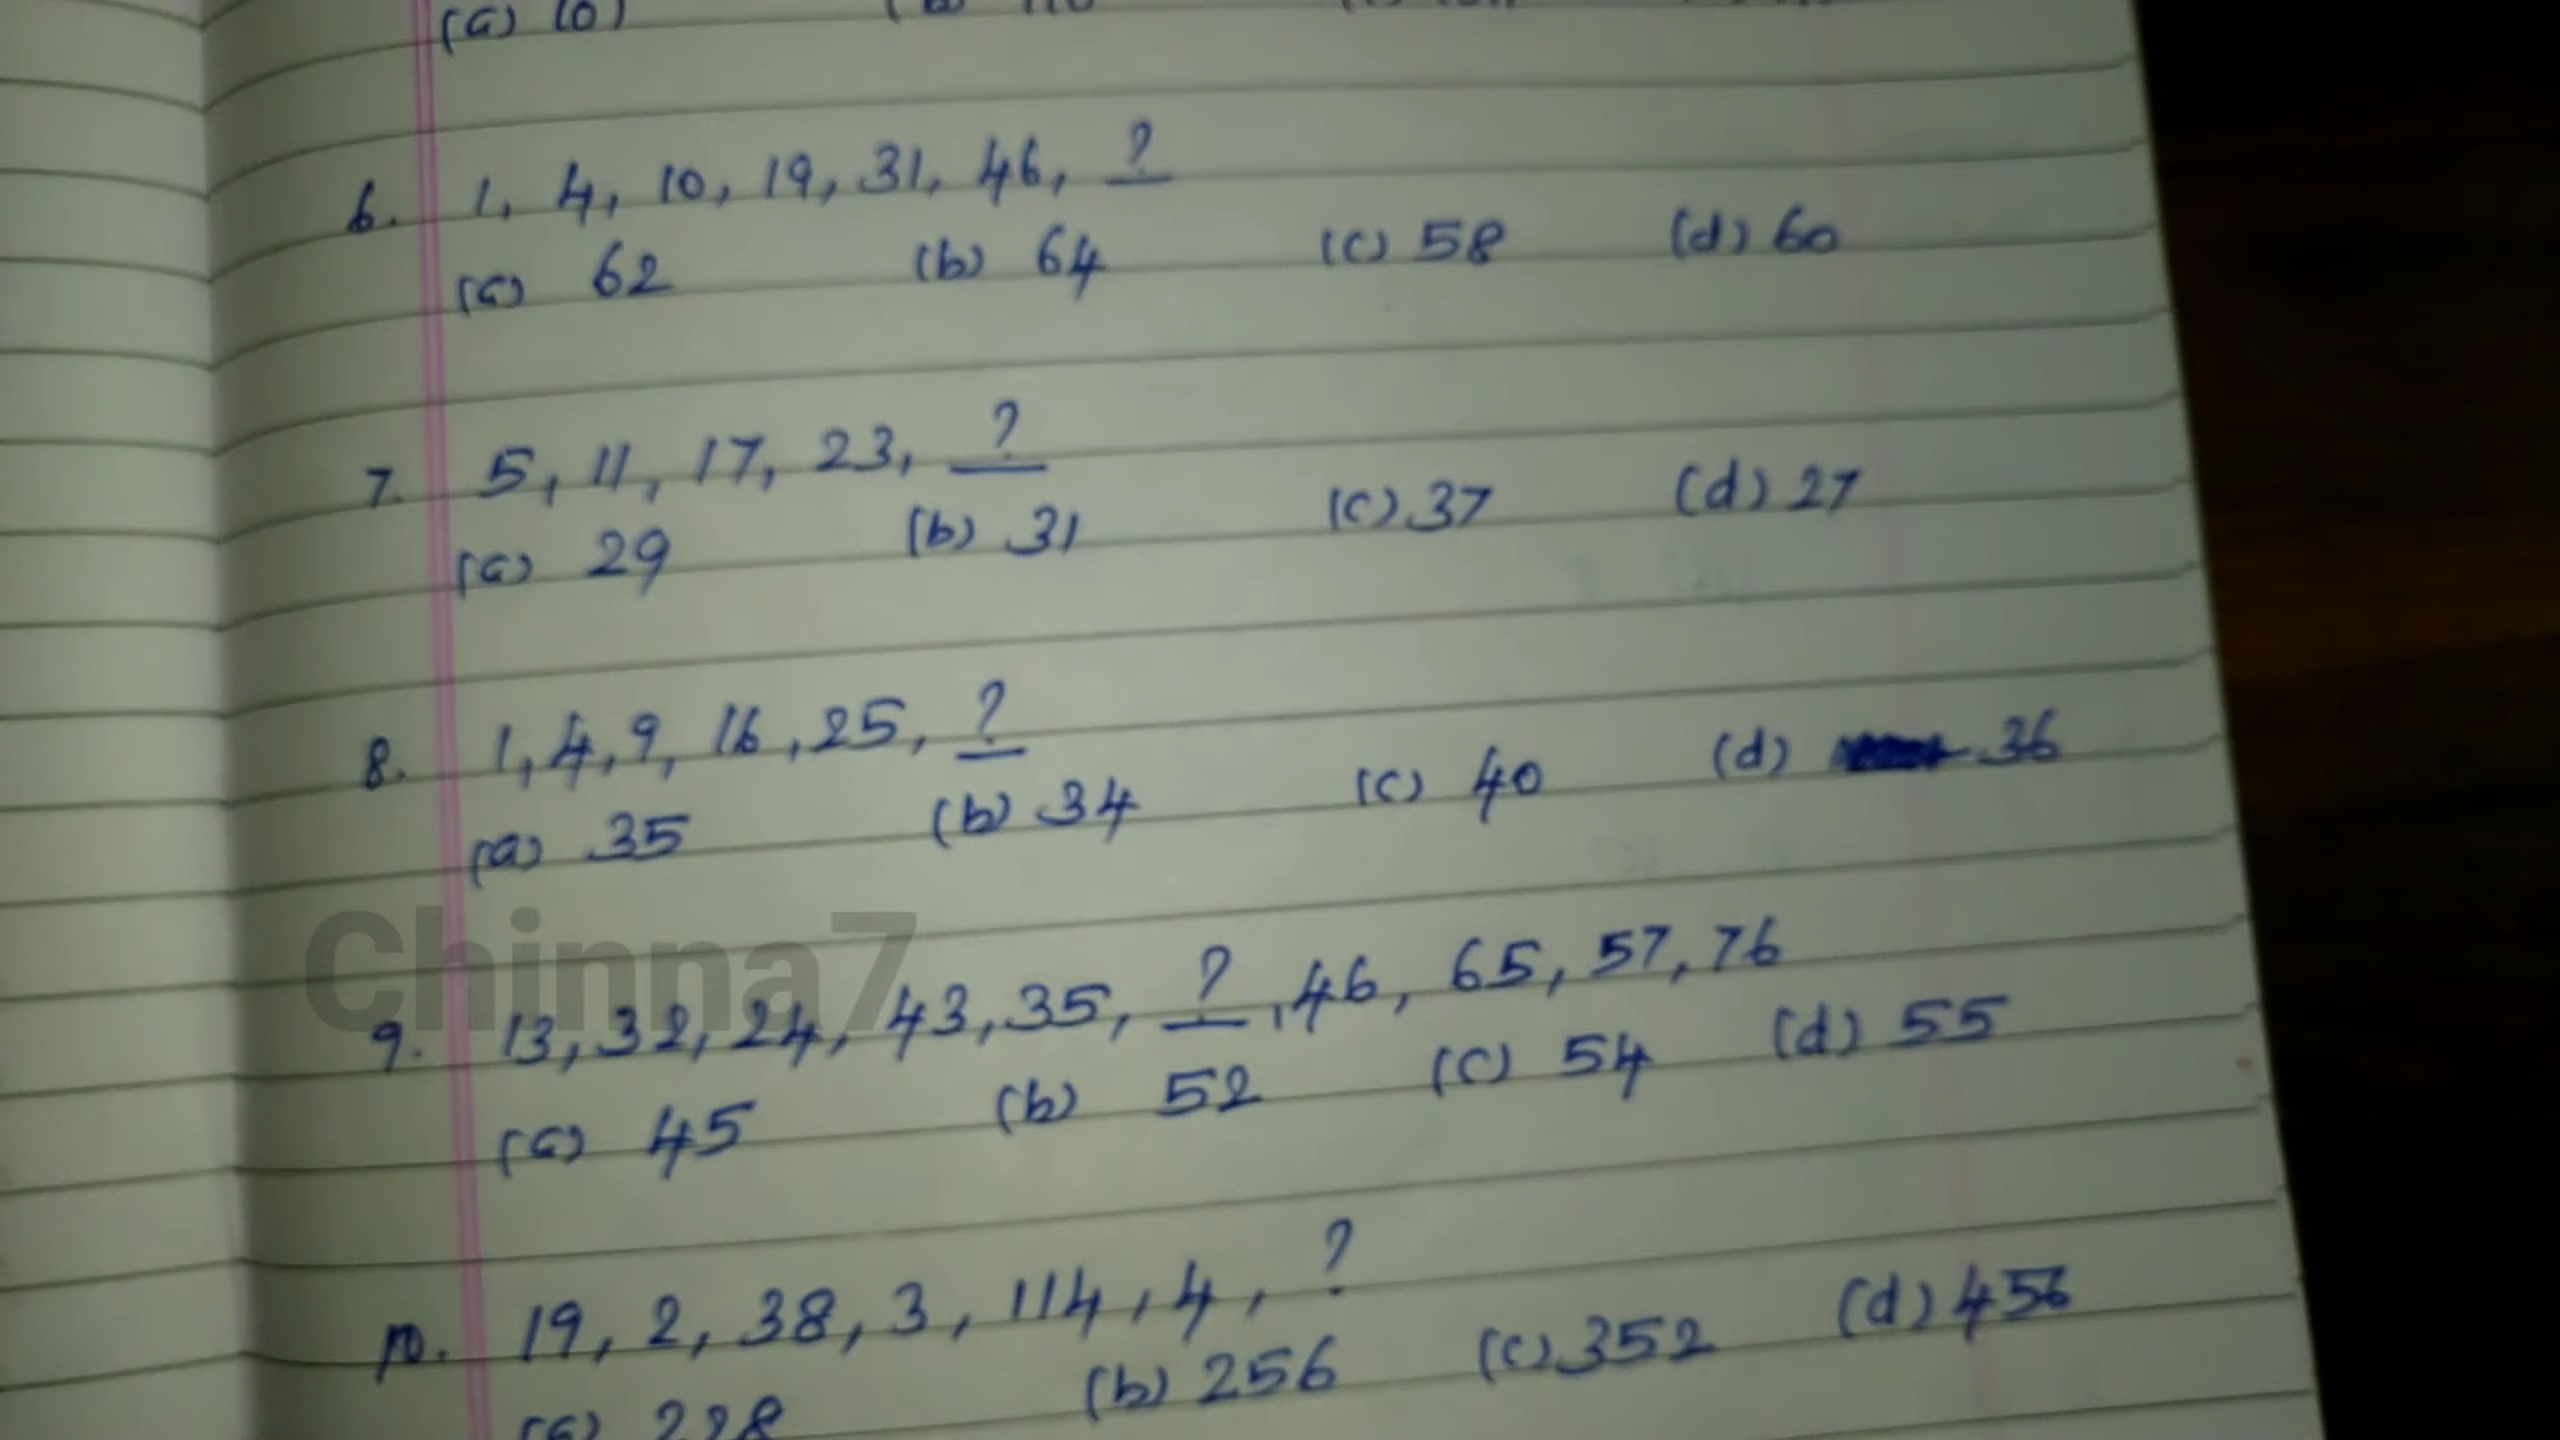 6. 1, 4, 10, 19, 31, 46, ?
(a) 62 (b) 64 (c) 58 (d) 60
7. 5, 11, 17, 23, ?
(a) 29 (b) 31 (c) 37 (d) 27
8. 1, 4, 9, 16, 25, ?
(a) 35 (b) 34 (c) 40 (d) 36
Chinna7
9. 13, 32, 24, 43, 35, ?, 46, 65, 57, 76
(a) 45 (b) 52 (c) 54 (d) 55
10. 19, 2, 38, 3, 114, 4, ?
(a) 228 (b) 256 (c) 352 (d) 456